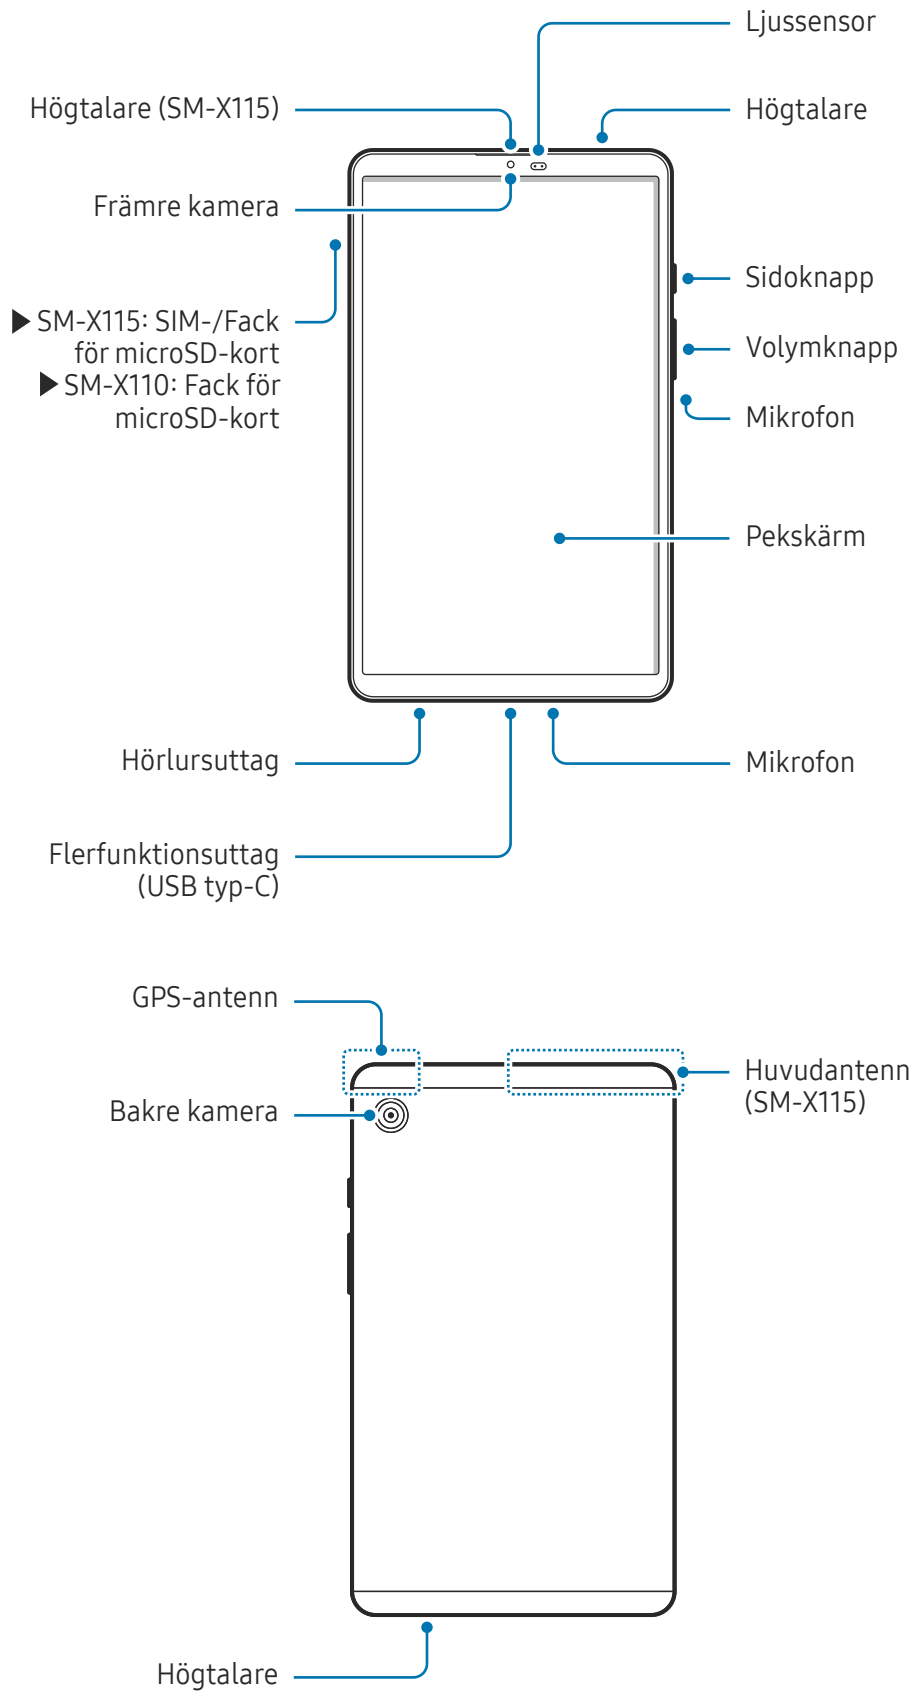 Ljussensor
Högtalare (SM-X115)
Högtalare
Främre kamera
Sidoknapp
▶ SM-X115: SIM-/Fack
för microSD-kort
▶ SM-X110: Fack för
microSD-kort
Volymknapp
Mikrofon
Pekskärm
Hörlursuttag
Mikrofon
Flerfunktionsuttag
(USB typ-C)
GPS-antenn
Huvudantenn
(SM-X115)
Bakre kamera
Högtalare